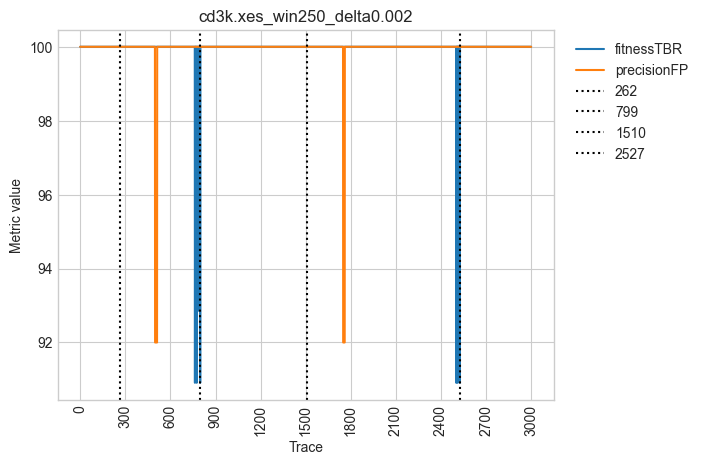 cd3k.xes_win250_delta0.002
fitnessTBR
precisionFP
262
799
1510
2527
Metric value
100
98
96
94
92
0 300 600 900 1200 1500 1800 2100 2400 2700 3000
Trace